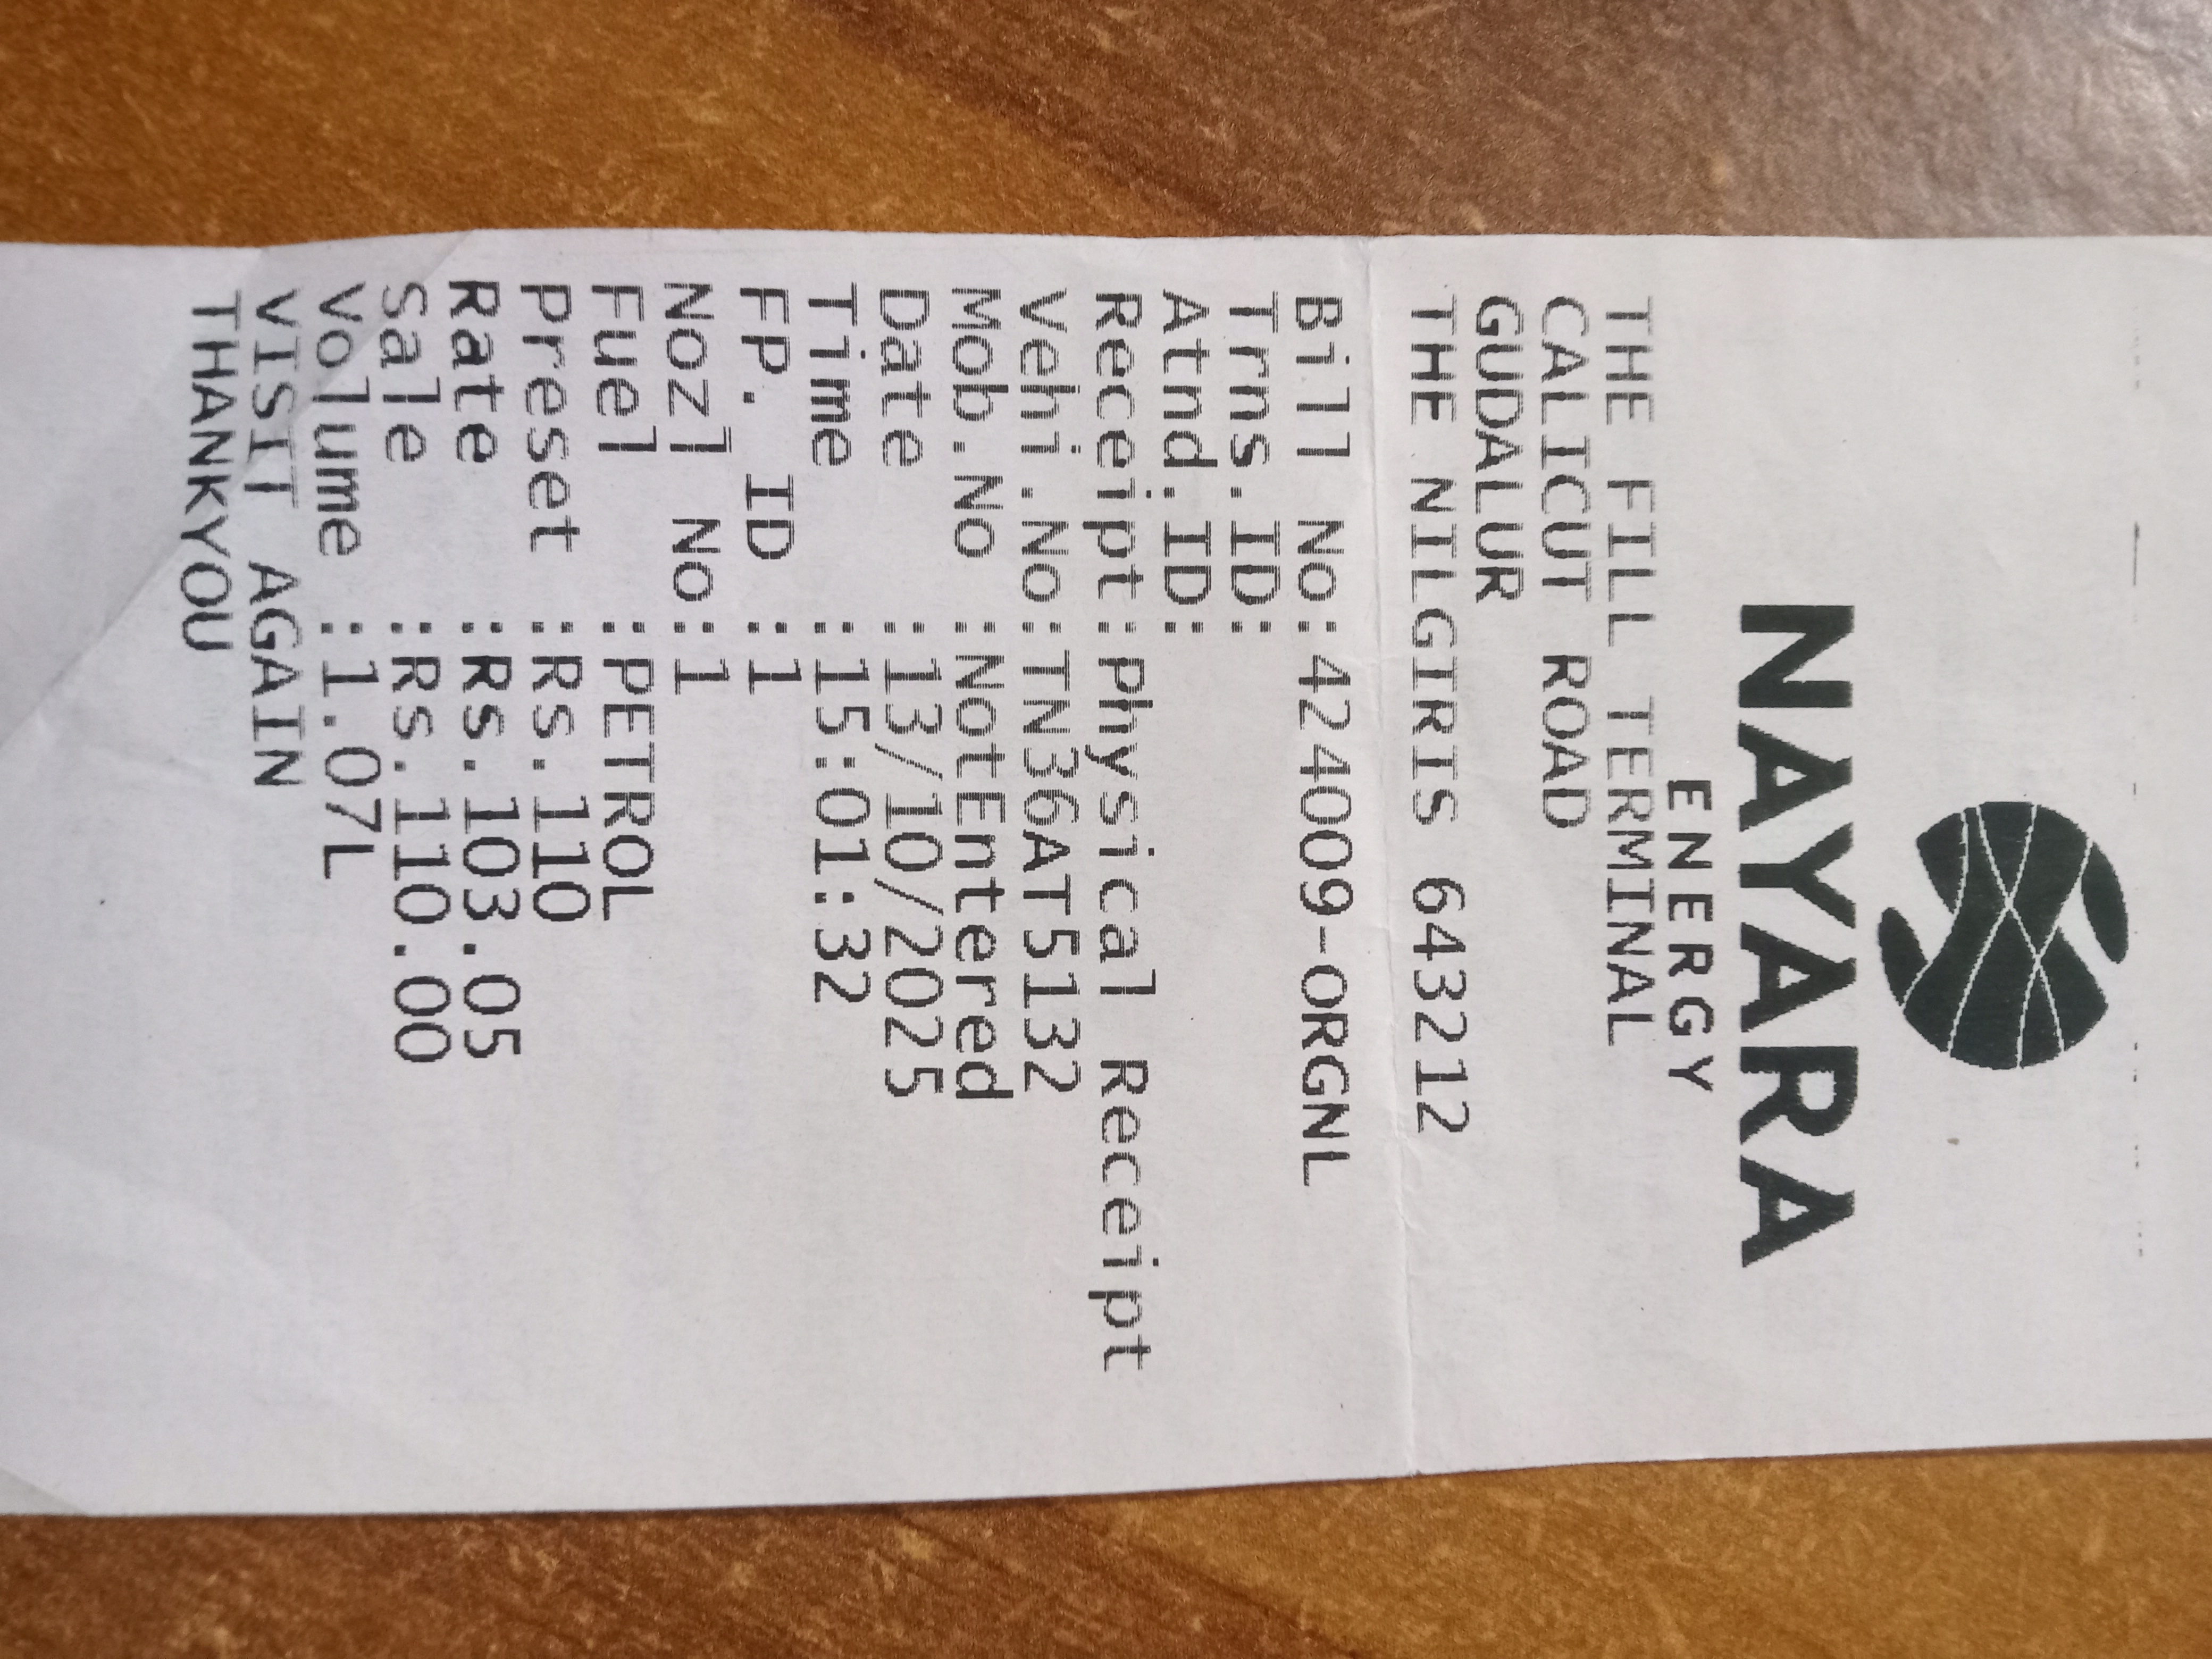 NAYARA
ENERGY
THE FILL TERMINAL
CALICUT ROAD
GUDALUR
THE NILGIRIS 643212
Bill No:424009-ORGNL
Trns.ID:
Atnd.ID:
Receipt:Physical Receipt
Vehi.No:TN36AT5132
Mob.No :NotEntered
Date :13/10/2025
Time :15:01:32
FP. ID :1
Nozl No:1
Fuel :PETROL
Preset :Rs.110
Rate :Rs.103.05
Sale :Rs.110.00
Volume :1.07L
VISIT AGAIN
THANKYOU